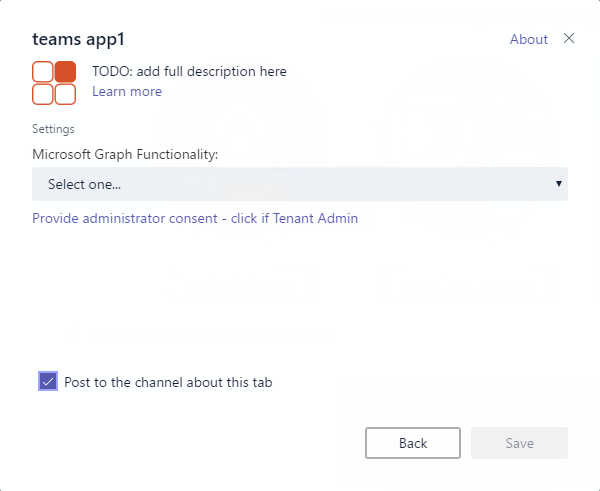 teams app1
About
TODO: add full description here
Learn more
Settings
Microsoft Graph Functionality:
Select one...
Provide administrator consent - click if Tenant Admin
Post to the channel about this tab
Back
Save